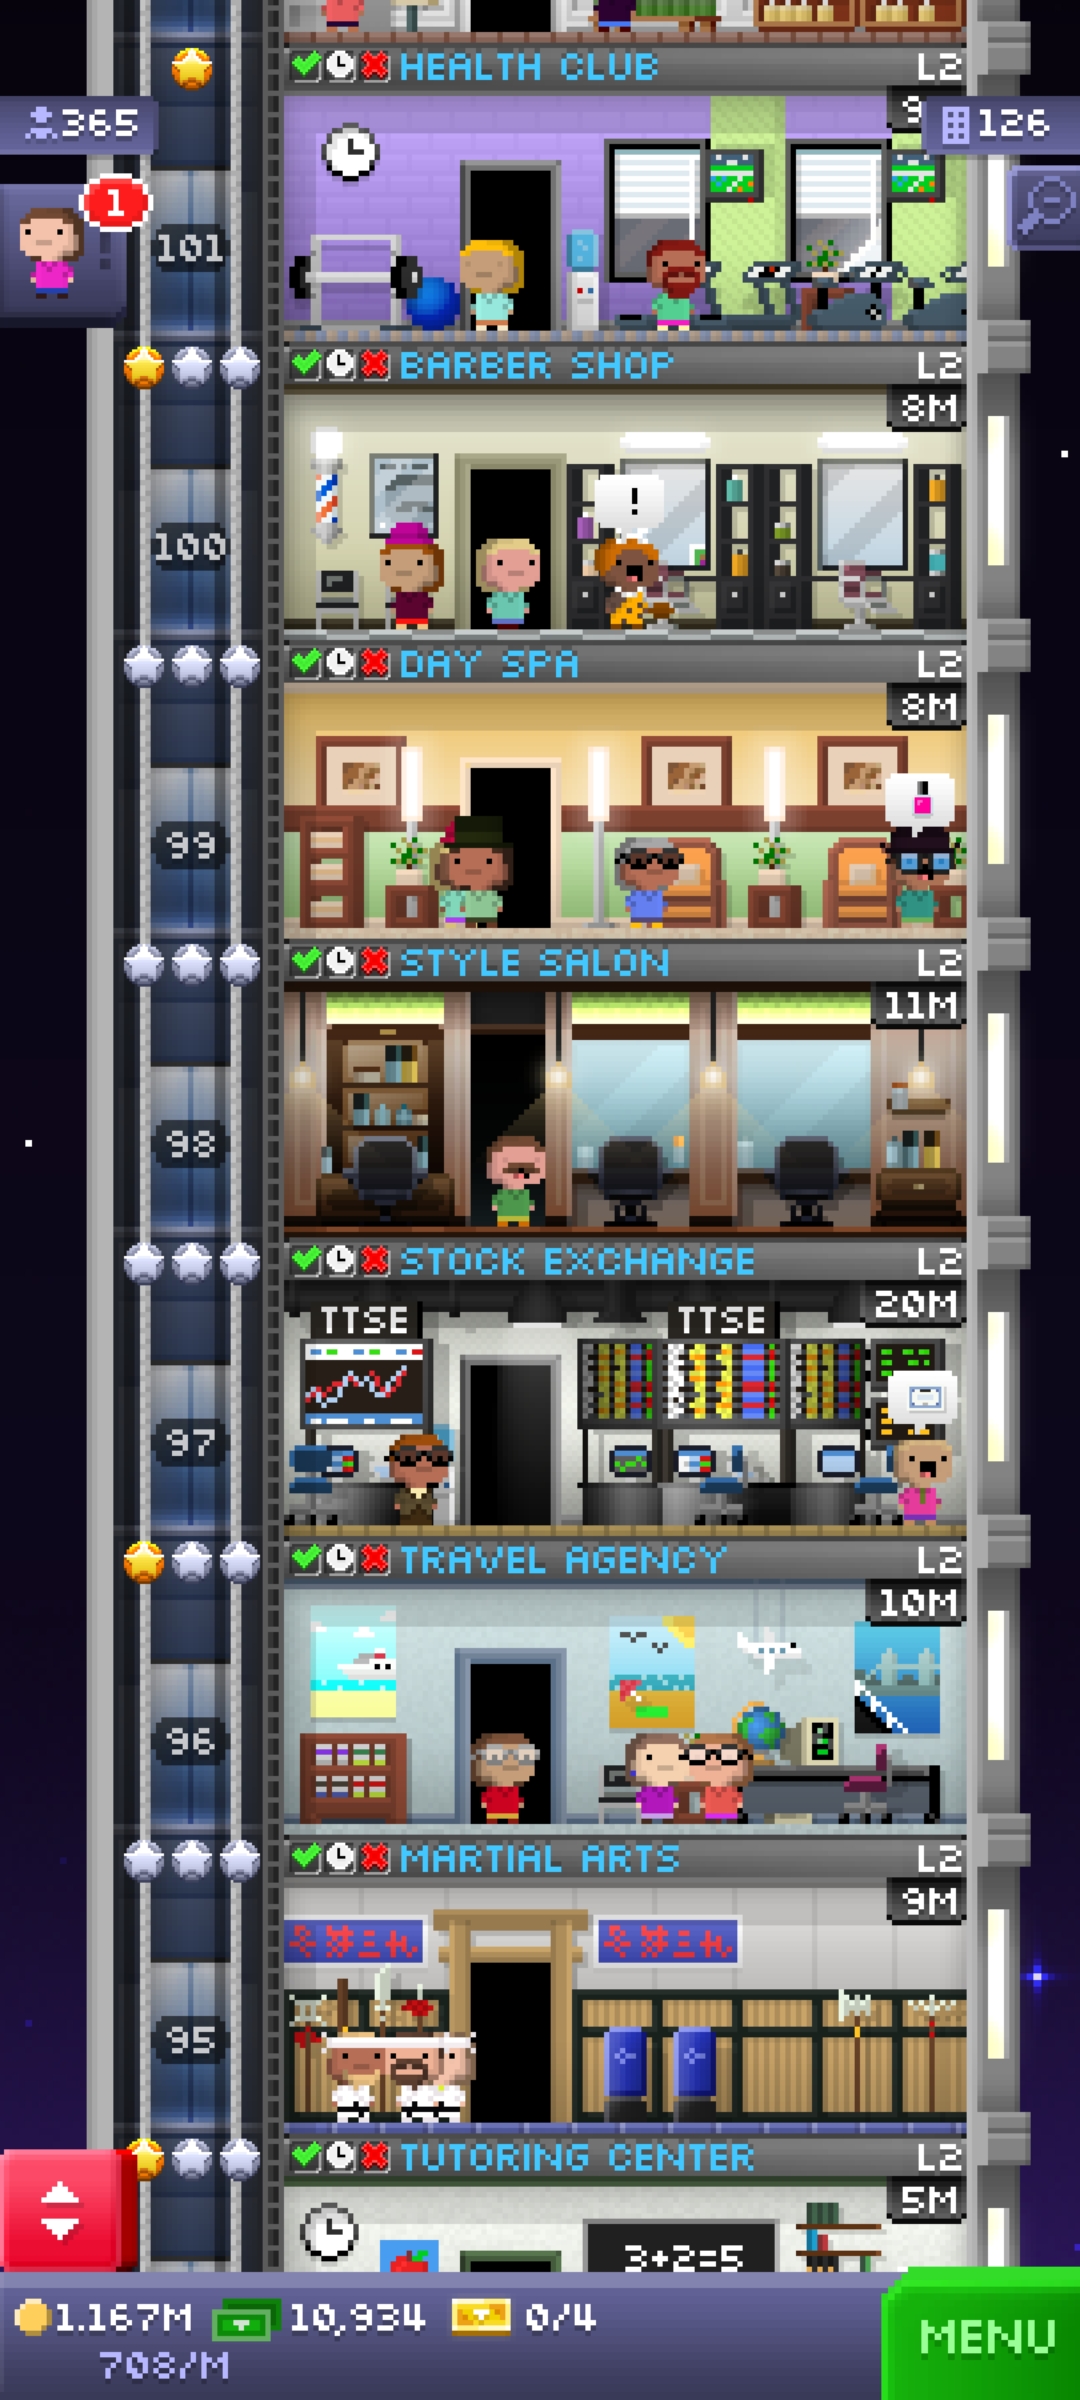 HEALTH CLUB L2
9
365
126
1
101
BARBER SHOP L2
8M
!
100
DAY SPA L2
8M
99
STYLE SALON L2
11M
98
STOCK EXCHANGE L2
20M
TTSE TTSE
97
TRAVEL AGENCY L2
10M
96
MARTIAL ARTS L2
9M
95
TUTORING CENTER L2
5M
3+2=5
1.167M 10,934 0/4
708/M
MENU